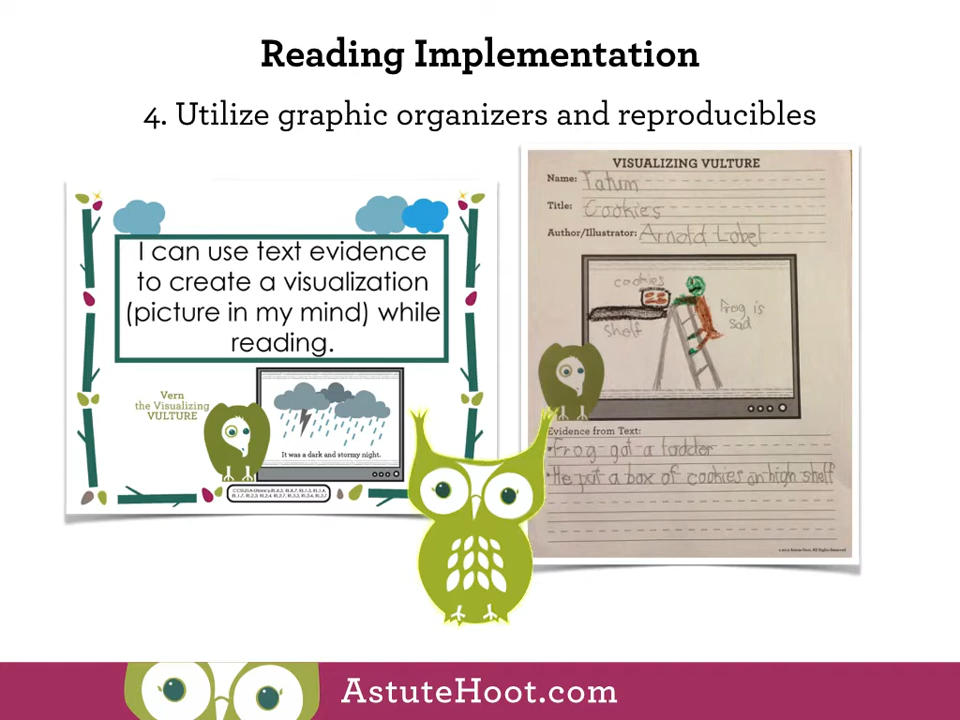 Reading Implementation
4. Utilize graphic organizers and reproducibles
I can use text evidence
to create a visualization
(picture in my mind) while
reading.
Vern
the Visualizing
VULTURE
It was a dark and stormy night.
VISUALIZING VULTURE
Name: Tatum
Title: Cookies
Author/Illustrator: Arnold Lobel
cookies
shelf
Frog is
sad
Evidence from Text:
•Frog got a ladder
•He put a box of cookies on high shelf
AstuteHoot.com